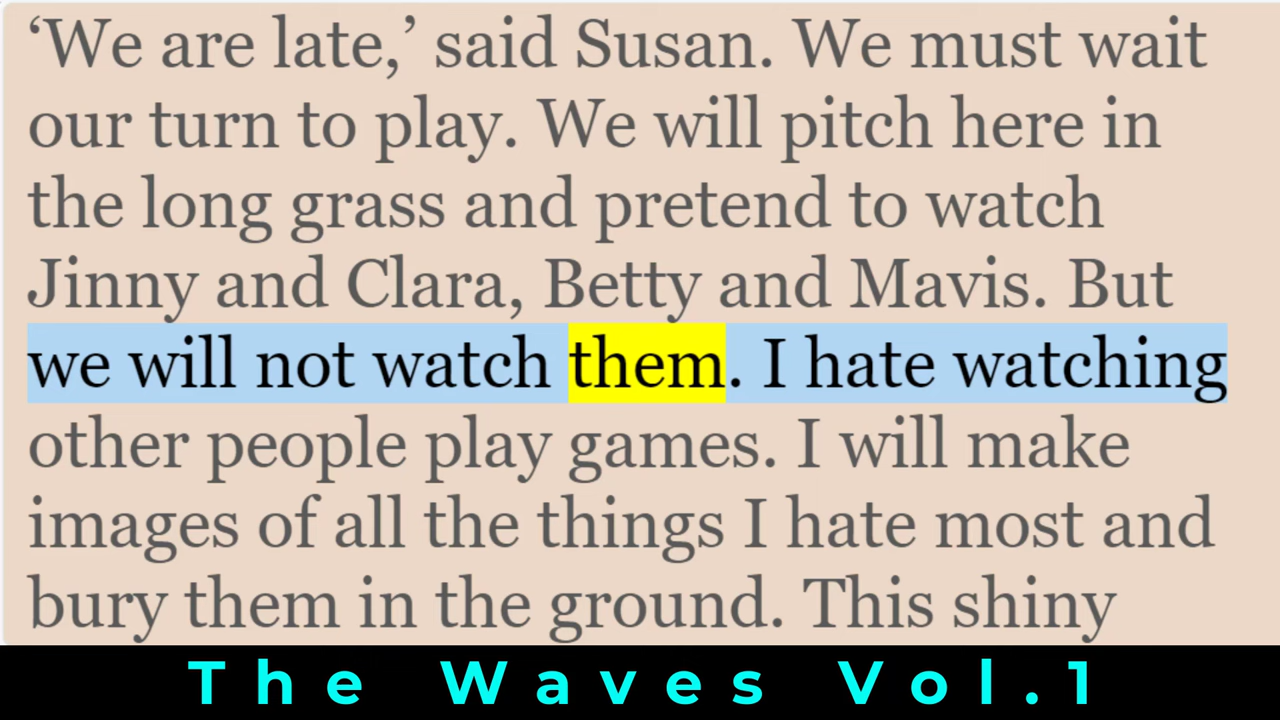 ‘We are late,’ said Susan. We must wait
our turn to play. We will pitch here in
the long grass and pretend to watch
Jinny and Clara, Betty and Mavis. But
we will not watch them. I hate watching
other people play games. I will make
images of all the things I hate most and
bury them in the ground. This shiny
The Waves Vol.1